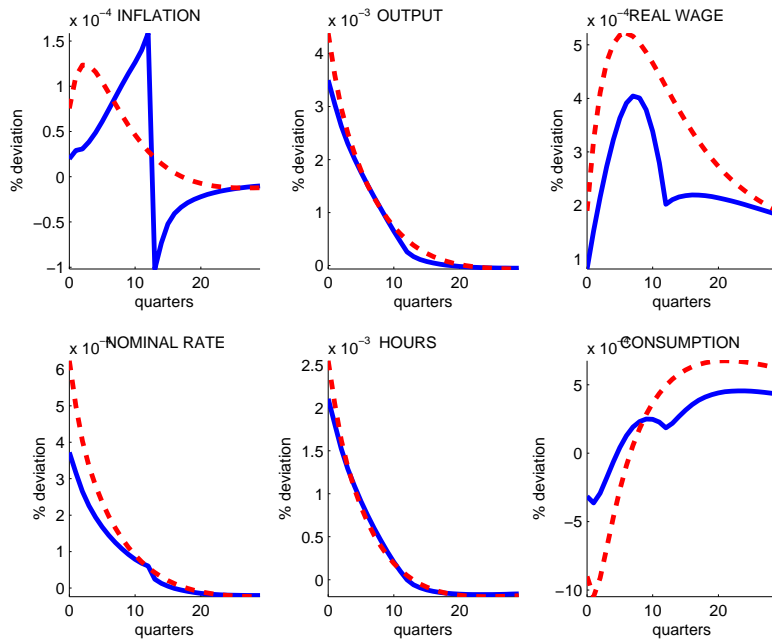 x 10⁻⁴ INFLATION
1.5
1
0.5
0
−0.5
−1
% deviation
0 10 20
quarters
x 10⁻³ OUTPUT
4
3
2
1
0
% deviation
0 10 20
quarters
x 10⁻⁴ REAL WAGE
5
4
3
2
1
% deviation
0 10 20
quarters
x 10⁻⁴ NOMINAL RATE
6
5
4
3
2
1
0
% deviation
0 10 20
quarters
x 10⁻³ HOURS
2.5
2
1.5
1
0.5
0
% deviation
0 10 20
quarters
x 10⁻⁴ CONSUMPTION
5
0
−5
−10
% deviation
0 10 20
quarters